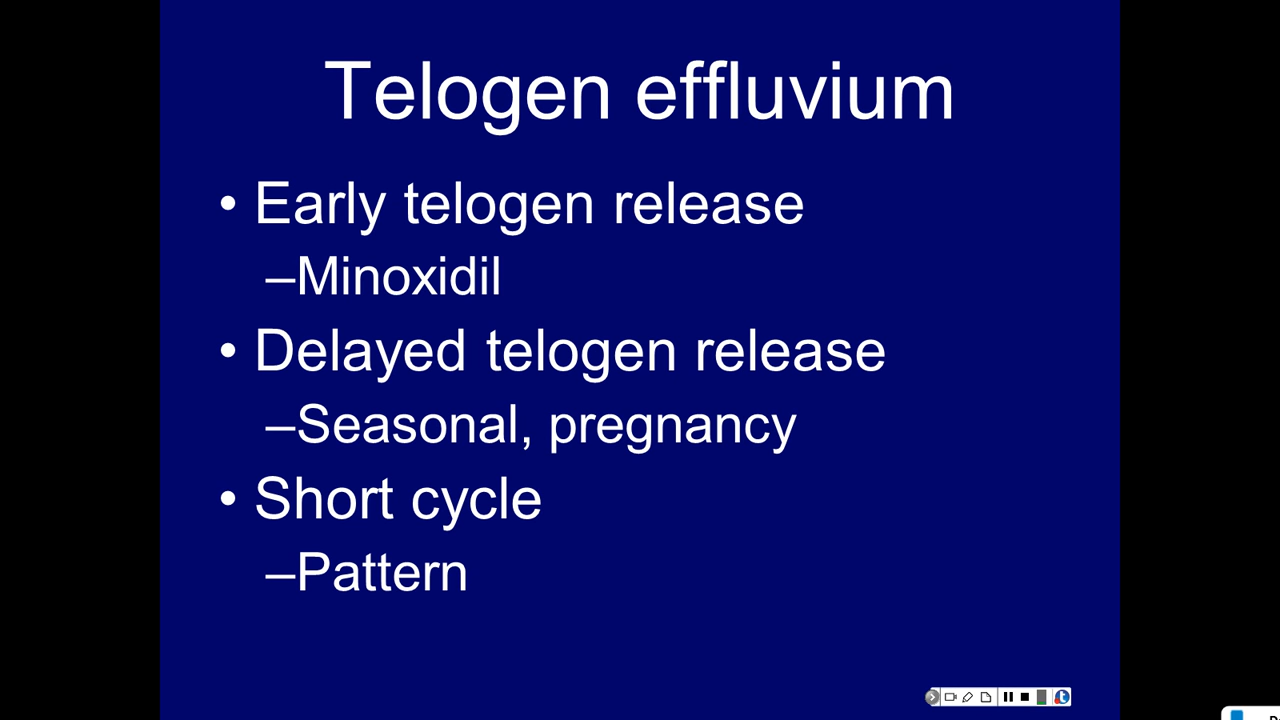 Telogen effluvium
• Early telogen release
–Minoxidil
• Delayed telogen release
–Seasonal, pregnancy
• Short cycle
–Pattern